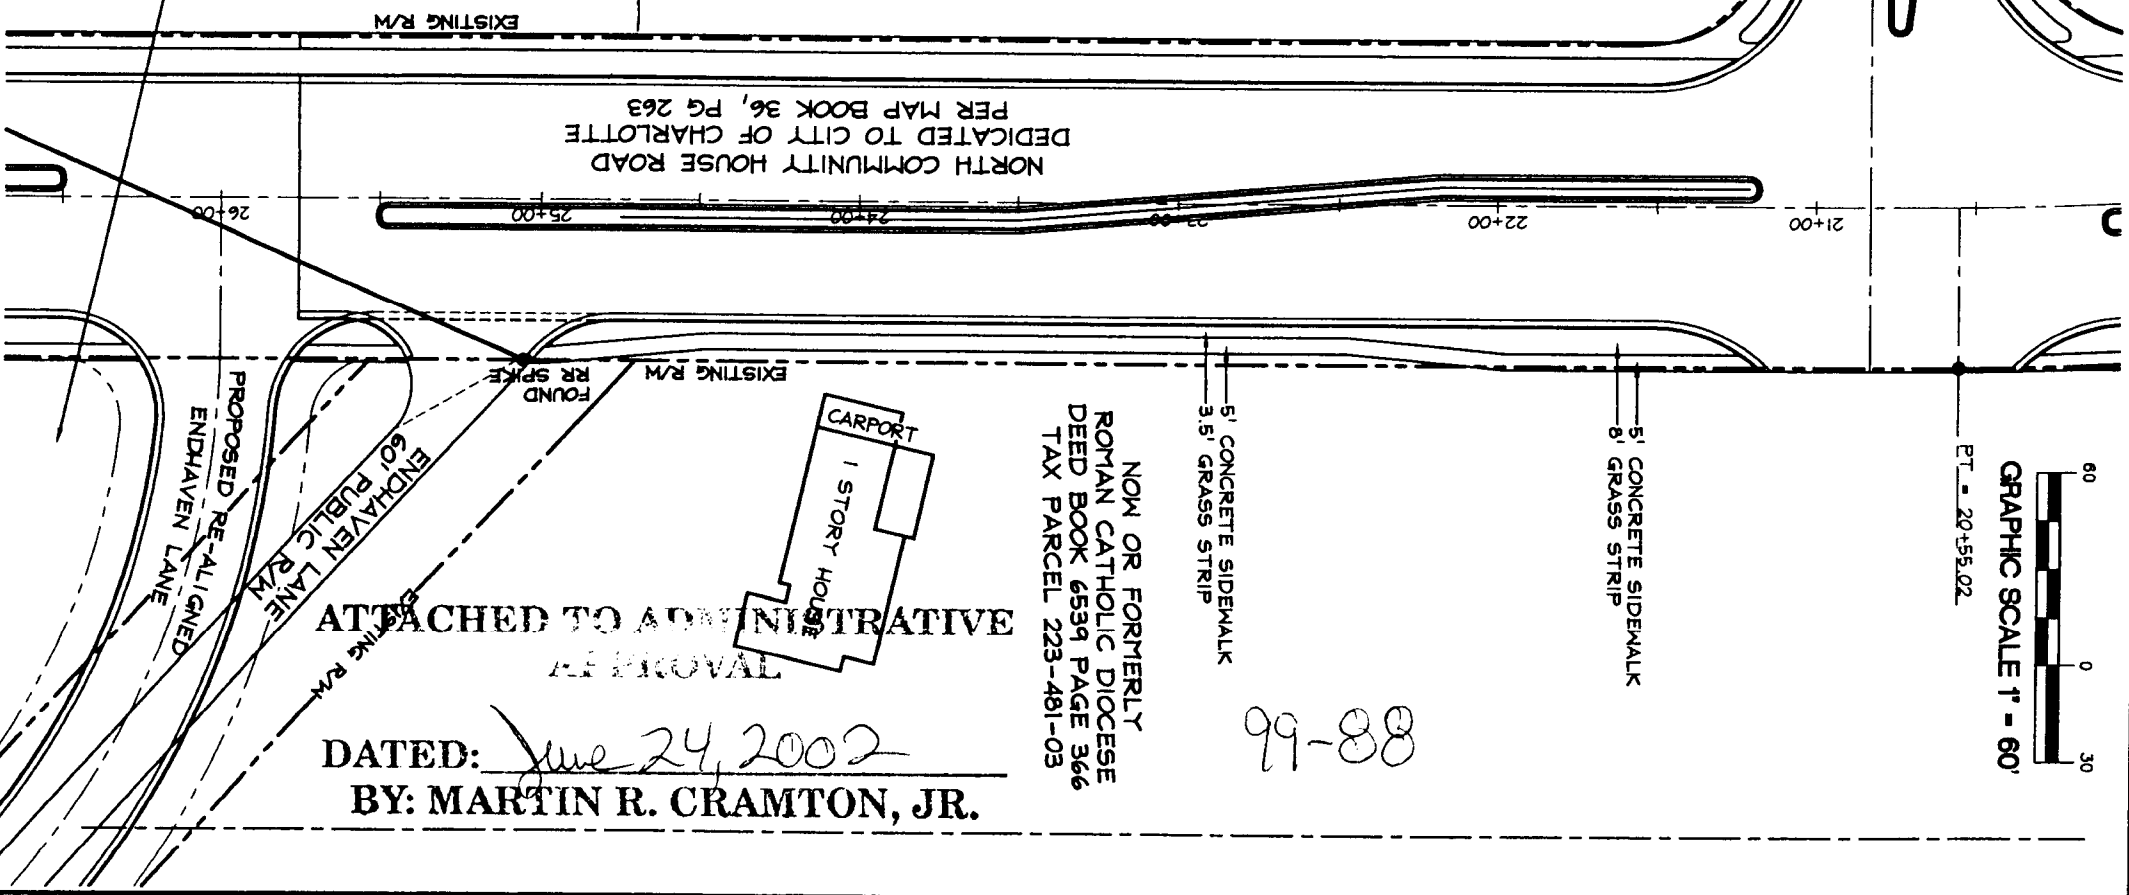 EXISTING R/W
NORTH COMMUNITY HOUSE ROAD
DEDICATED TO CITY OF CHARLOTTE
PER MAP BOOK 36, PG 263
26+00
25+00
24+00
23+00
22+00
21+00
FOUND
RR SPIKE
EXISTING R/W
PROPOSED RE-ALIGNED
ENDHAVEN LANE
ENDHAVEN LANE
60' PUBLIC R/W
EXISTING R/W
CARPORT
1 STORY HOUSE
NOW OR FORMERLY
ROMAN CATHOLIC DIOCESE
DEED BOOK 6539 PAGE 366
TAX PARCEL 223-481-03
5' CONCRETE SIDEWALK
3.5' GRASS STRIP
5' CONCRETE SIDEWALK
8' GRASS STRIP
PT = 20+55.02
60
0
30
GRAPHIC SCALE 1" = 60'
ATTACHED TO ADMINISTRATIVE
APPROVAL
DATED: June 24, 2002
BY: MARTIN R. CRAMTON, JR.
99-88